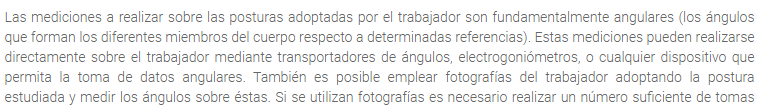 Las mediciones a realizar sobre las posturas adoptadas por el trabajador son fundamentalmente angulares (los ángulos
que forman los diferentes miembros del cuerpo respecto a determinadas referencias). Estas mediciones pueden realizarse
directamente sobre el trabajador mediante transportadores de ángulos, electrogoniómetros, o cualquier dispositivo que
permita la toma de datos angulares. También es posible emplear fotografías del trabajador adoptando la postura
estudiada y medir los ángulos sobre éstas. Si se utilizan fotografías es necesario realizar un número suficiente de tomas